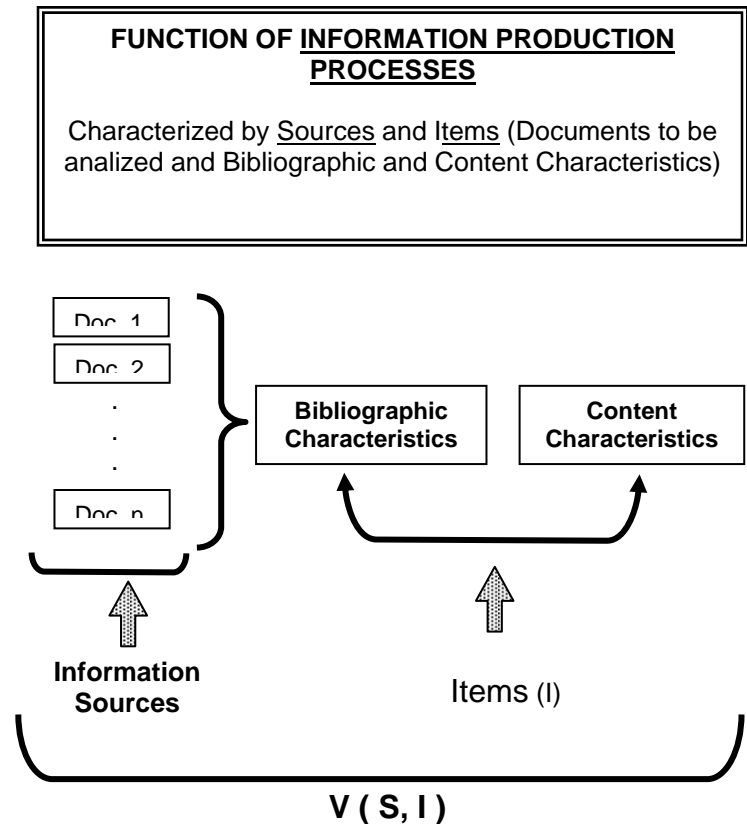 FUNCTION OF INFORMATION PRODUCTION
PROCESSES
Characterized by Sources and Items (Documents to be
analized and Bibliographic and Content Characteristics)
Doc. 1
Doc. 2
.
.
.
Doc. n
Bibliographic
Characteristics
Content
Characteristics
Information
Sources
Items (I)
V ( S, I )